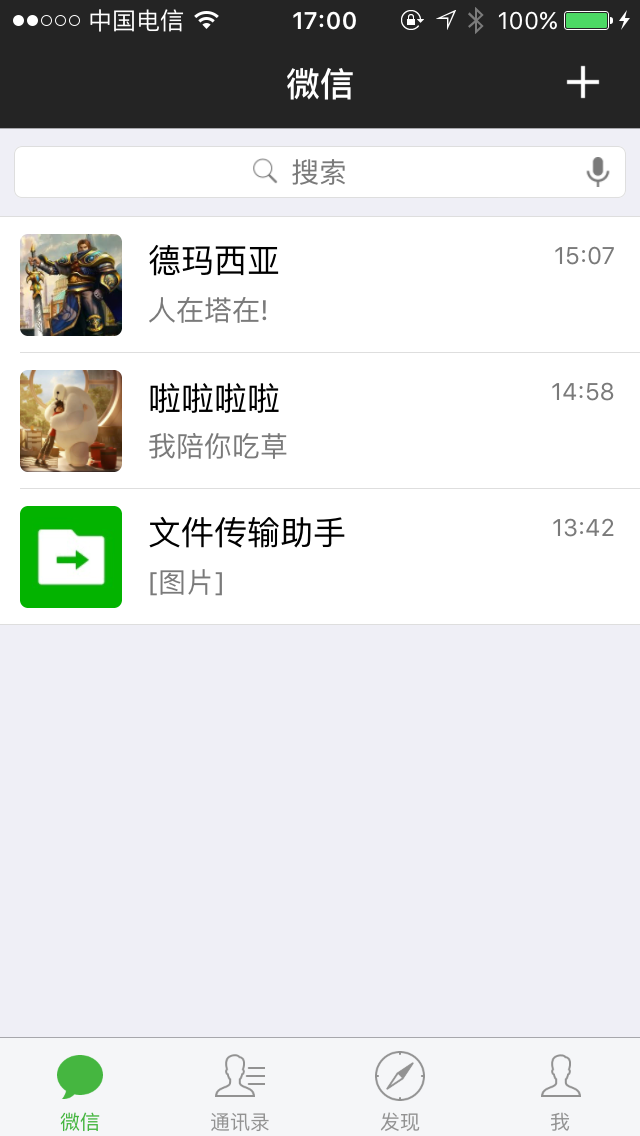 中国电信 17:00 100%
微信
搜索
德玛西亚 15:07
人在塔在!
啦啦啦啦 14:58
我陪你吃草
文件传输助手 13:42
[图片]
微信 通讯录 发现 我